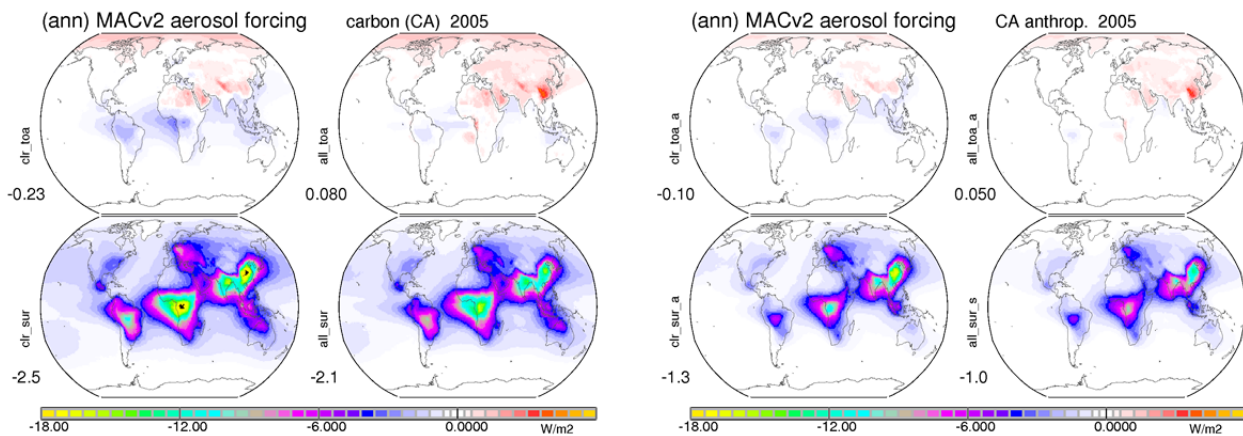 (ann) MACv2 aerosol forcing carbon (CA) 2005
clr_toa
-0.23
all_toa
0.080
clr_sur
-2.5
all_sur
-2.1
-18.00 -12.00 -6.000 0.0000 W/m2
(ann) MACv2 aerosol forcing CA anthrop. 2005
clr_toa_a
-0.10
all_toa_a
0.050
clr_sur_a
-1.3
all_sur_s
-1.0
-18.00 -12.00 -6.000 0.0000 W/m2